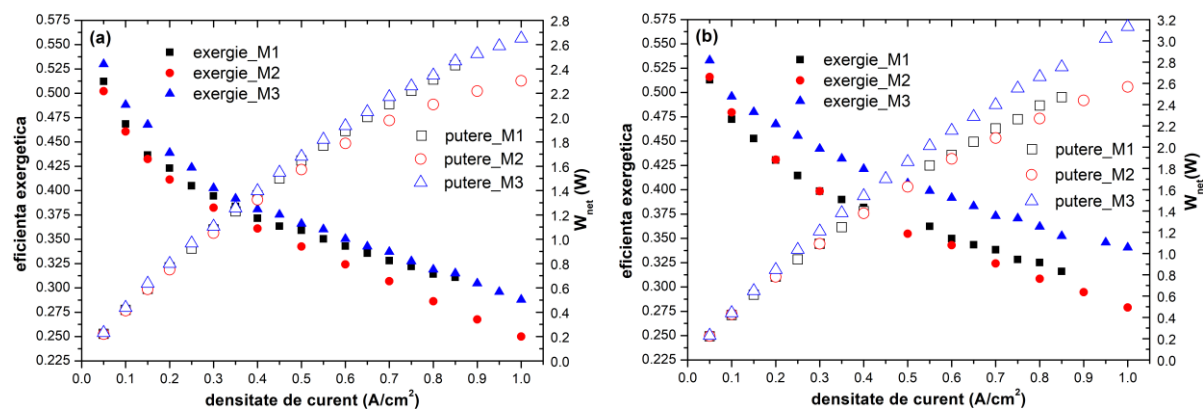 (a)
exergie_M1
exergie_M2
exergie_M3
putere_M1
putere_M2
putere_M3
eficienta exergetica
0.575
0.550
0.525
0.500
0.475
0.450
0.425
0.400
0.375
0.350
0.325
0.300
0.275
0.250
0.225
0.0 0.1 0.2 0.3 0.4 0.5 0.6 0.7 0.8 0.9 1.0
densitate de curent (A/cm²)
2.8
2.6
2.4
2.2
2.0
1.8
1.6
1.4
1.2
1.0
0.8
0.6
0.4
0.2
0.0
W_net (W)
(b)
exergie_M1
exergie_M2
exergie_M3
putere_M1
putere_M2
putere_M3
eficienta exergetica
0.575
0.550
0.525
0.500
0.475
0.450
0.425
0.400
0.375
0.350
0.325
0.300
0.275
0.250
0.225
0.0 0.1 0.2 0.3 0.4 0.5 0.6 0.7 0.8 0.9 1.0
densitate de curent (A/cm²)
3.2
3.0
2.8
2.6
2.4
2.2
2.0
1.8
1.6
1.4
1.2
1.0
0.8
0.6
0.4
0.2
0.0
W_net (W)